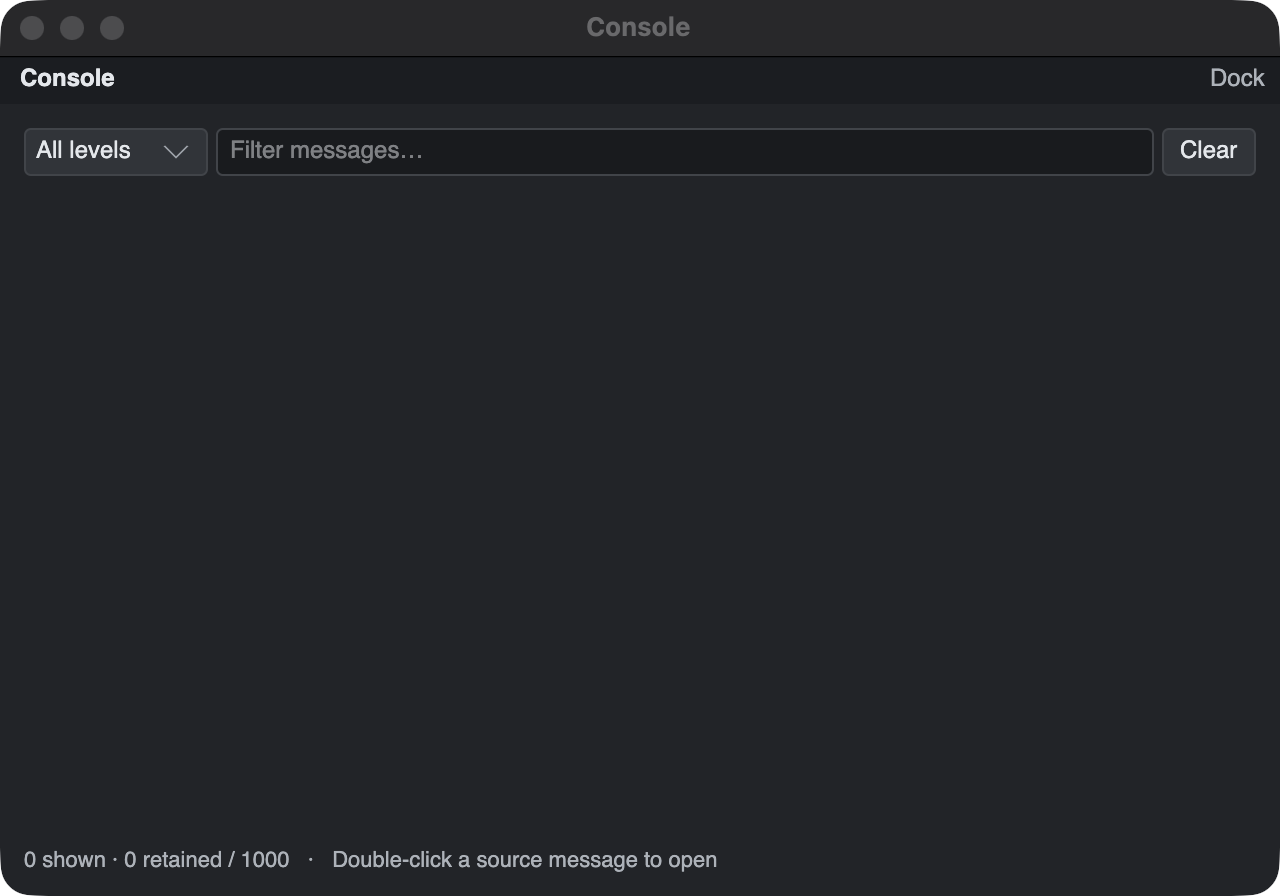 Console
Console Dock
All levels Filter messages… Clear
0 shown · 0 retained / 1000 · Double-click a source message to open